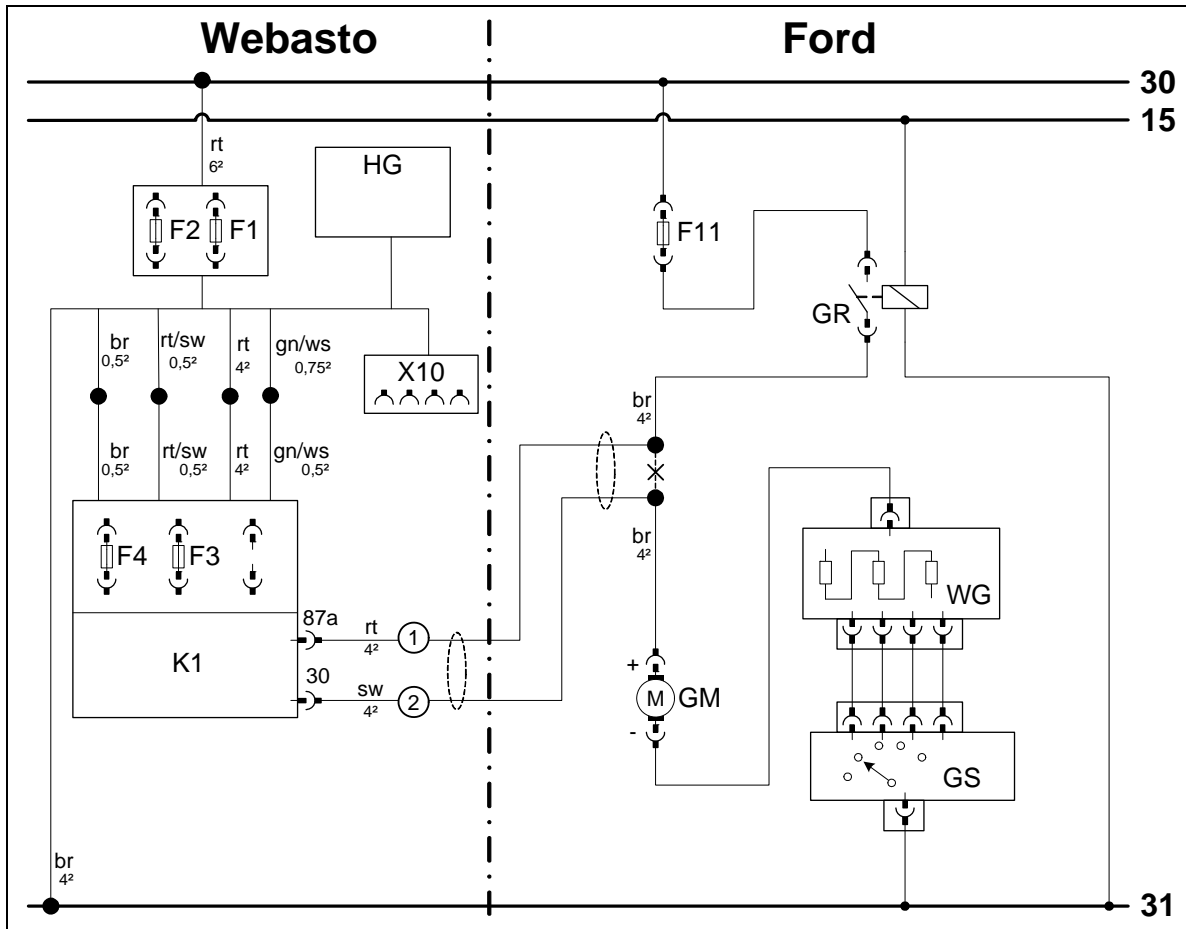 Webasto
Ford
30
15
rt
6²
HG
F2
F1
F11
GR
br
0,5²
rt/sw
0,5²
rt
4²
gn/ws
0,75²
X10
br
4²
br
0,5²
rt/sw
0,5²
rt
4²
gn/ws
0,5²
F4
F3
br
4²
WG
87a
rt
4²
1
K1
30
sw
4²
2
+
M
GM
-
GS
br
4²
31